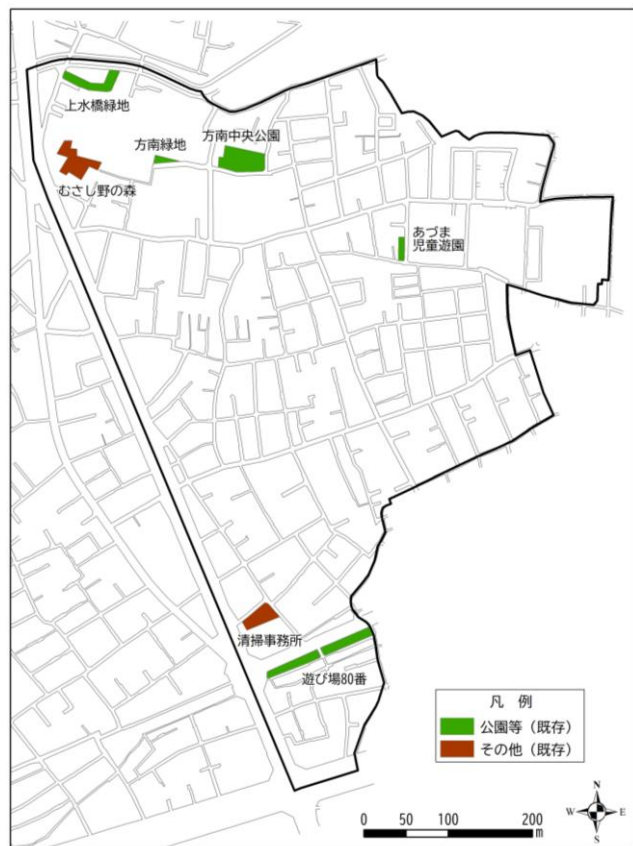 上水橋緑地
方南緑地
方南中央公園
むさし野の森
あづま
児童遊園
清掃事務所
遊び場80番
凡 例
公園等（既存）
その他（既存）
N
W
E
S
0 50 100 200
m